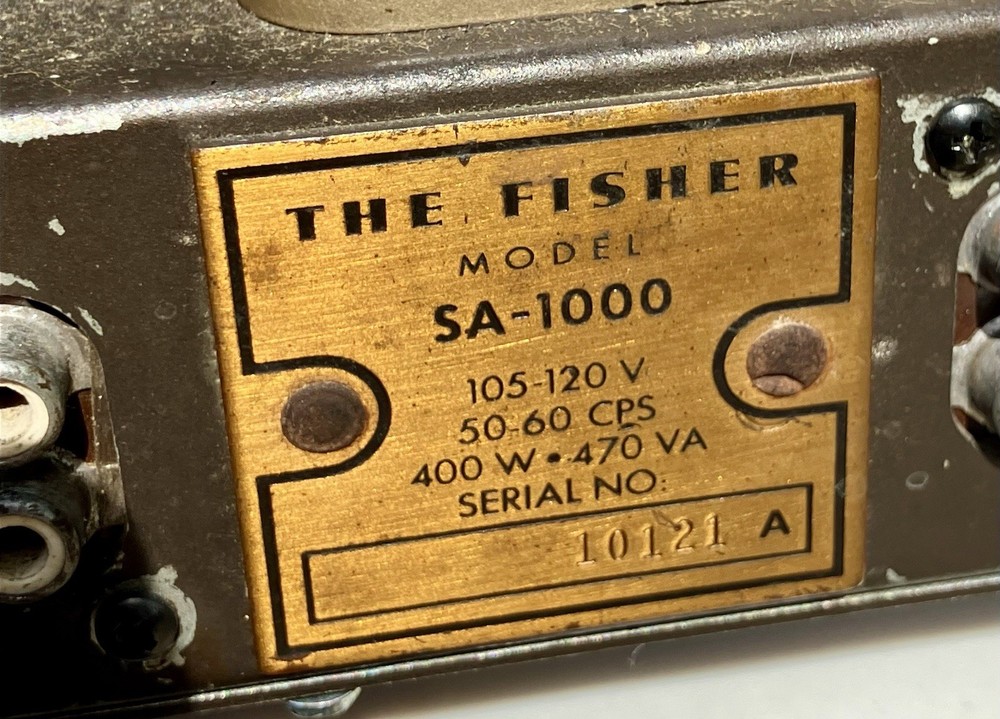 THE FISHER
MODEL
SA-1000
105-120 V
50-60 CPS
400 W • 470 VA
SERIAL NO:
10121 A